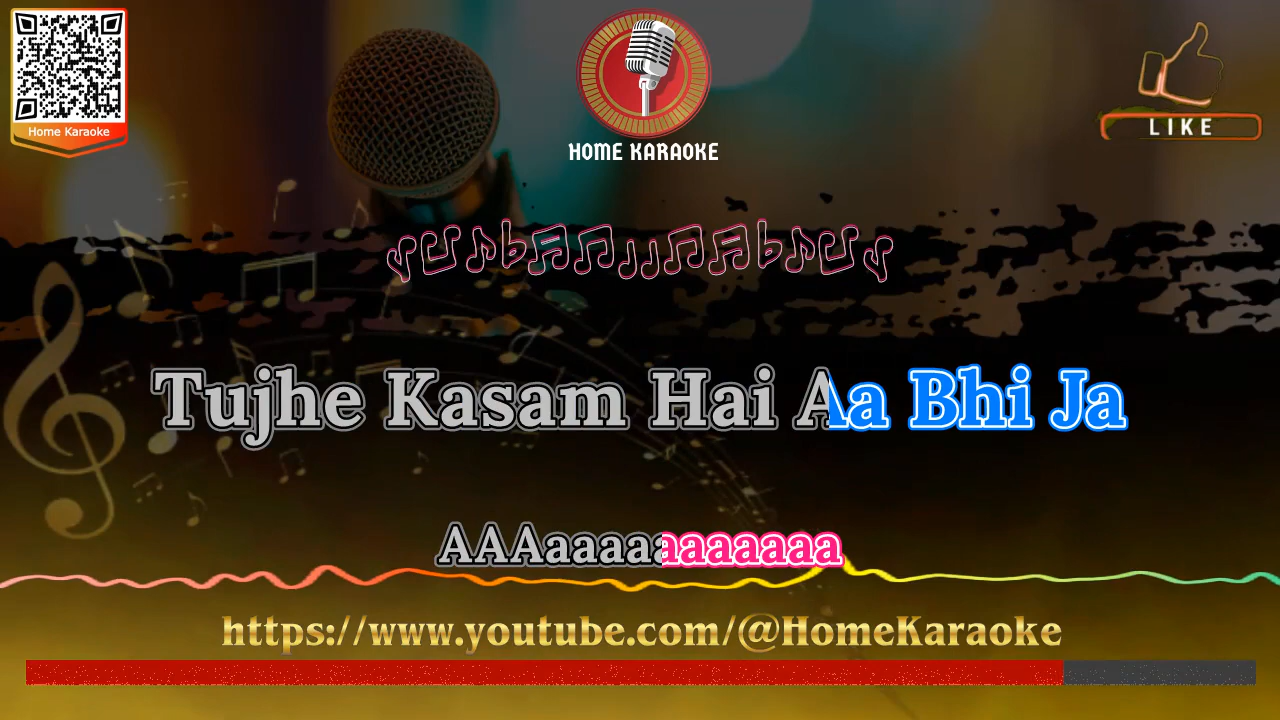 Home Karaoke
HOME KARAOKE
LIKE
Tujhe Kasam Hai Aa Bhi Ja
AAAaaaaaaaaaaaa
https://www.youtube.com/@HomeKaraoke